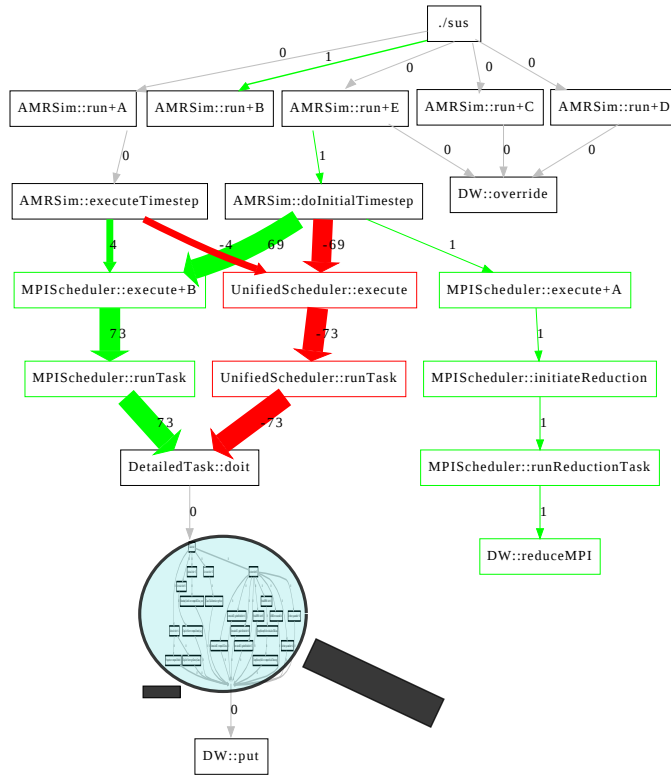 ./sus
0
1
0
0
0
AMRSim::run+A
AMRSim::run+B
AMRSim::run+E
AMRSim::run+C
AMRSim::run+D
0
1
0
0
0
AMRSim::executeTimestep
AMRSim::doInitialTimestep
DW::override
4
-4
69
-69
1
MPIScheduler::execute+B
UnifiedScheduler::execute
MPIScheduler::execute+A
73
-73
1
MPIScheduler::runTask
UnifiedScheduler::runTask
MPIScheduler::initiateReduction
73
-73
1
DetailedTask::doit
MPIScheduler::runReductionTask
0
1
DW::reduceMPI
0
DW::put